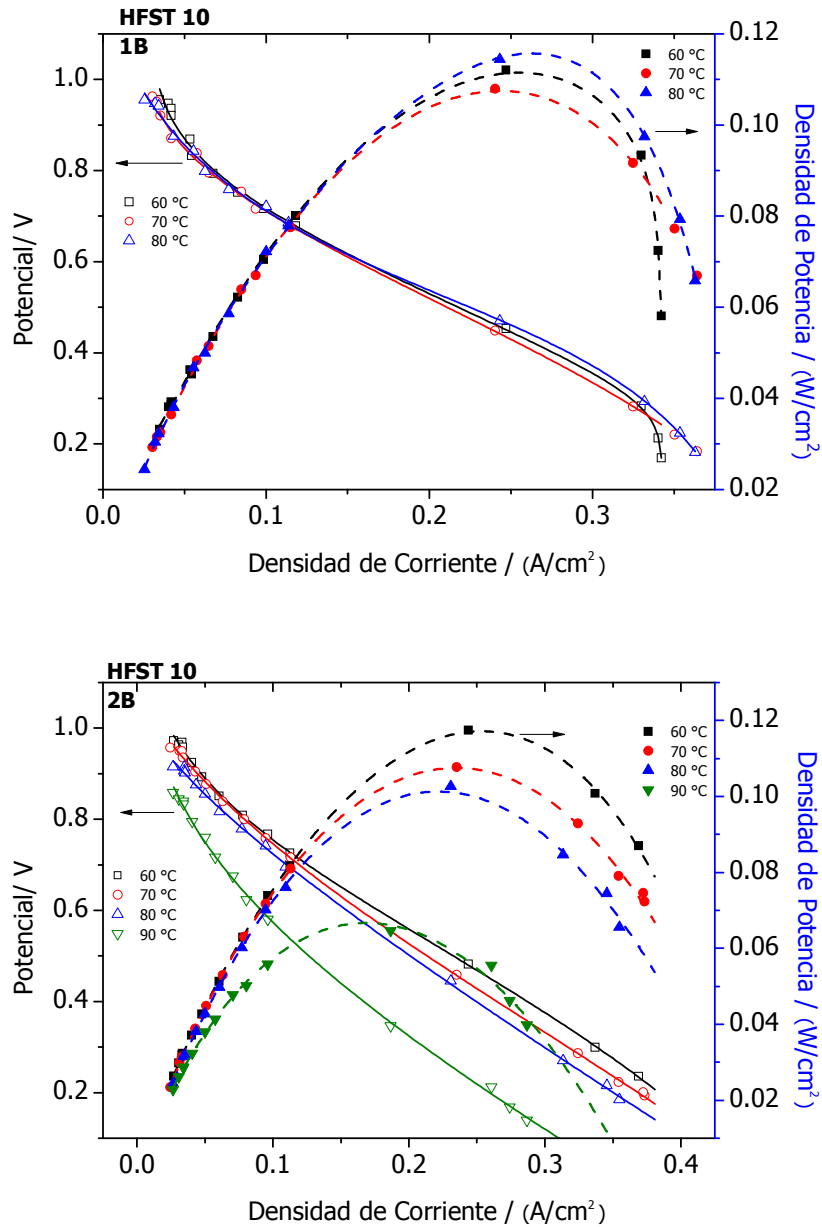 HFST 10
1B
60 °C
70 °C
80 °C
60 °C
70 °C
80 °C
1.0
0.8
0.6
0.4
0.2
Potencial/ V
0.12
0.10
0.08
0.06
0.04
0.02
Densidad de Potencia / (W/cm²)
0.0
0.1
0.2
0.3
Densidad de Corriente / (A/cm²)
HFST 10
2B
60 °C
70 °C
80 °C
90 °C
60 °C
70 °C
80 °C
90 °C
1.0
0.8
0.6
0.4
0.2
Potencial/ V
0.12
0.10
0.08
0.06
0.04
0.02
Densidad de Potencia / (W/cm²)
0.0
0.1
0.2
0.3
0.4
Densidad de Corriente / (A/cm²)